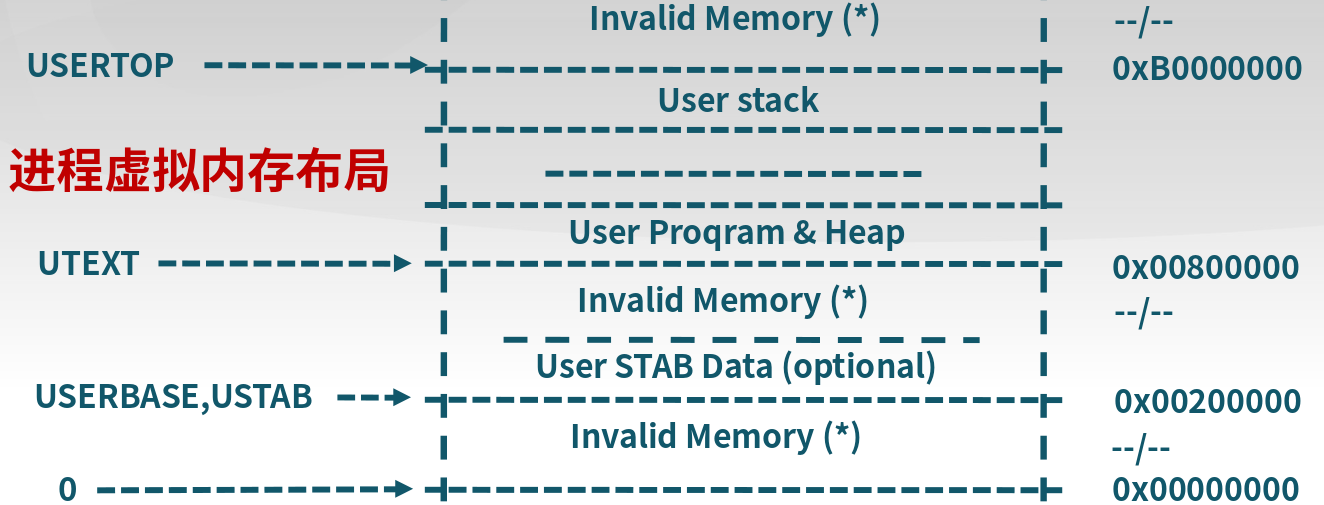 Invalid Memory (*) --/--
USERTOP 0xB0000000
User stack
进程虚拟内存布局
User Proqram & Heap
UTEXT 0x00800000
Invalid Memory (*) --/--
User STAB Data (optional)
USERBASE,USTAB 0x00200000
Invalid Memory (*) --/--
0 0x00000000